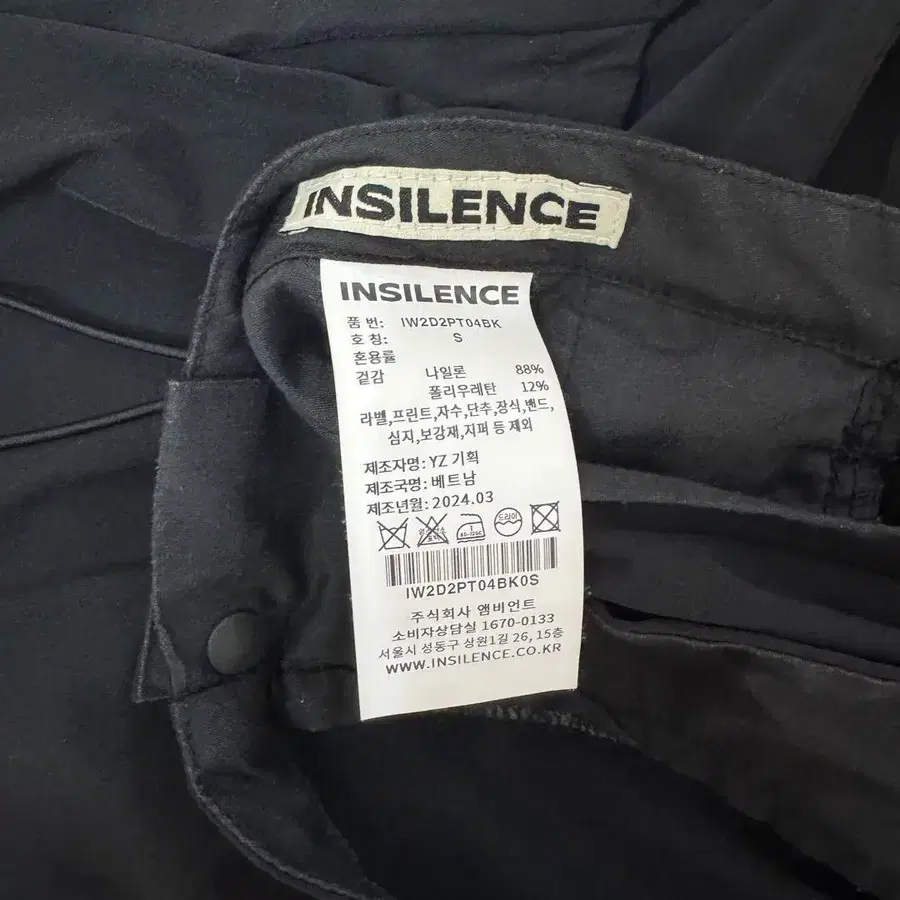 INSILENCE
INSILENCE
품 번: IW2D2PT04BK
호 칭: S
혼용률
겉감 나일론 88%
폴리우레탄 12%
라벨,프린트,자수,단추,장식,밴드,
심지,보강재,지퍼 등 제외
제조자명: YZ 기획
제조국명: 베트남
제조년월: 2024.03
드라이
IW2D2PT04BK0S
주식회사 앰비언트
소비자상담실 1670-0133
서울시 성동구 상원1길 26, 15층
WWW.INSILENCE.CO.KR